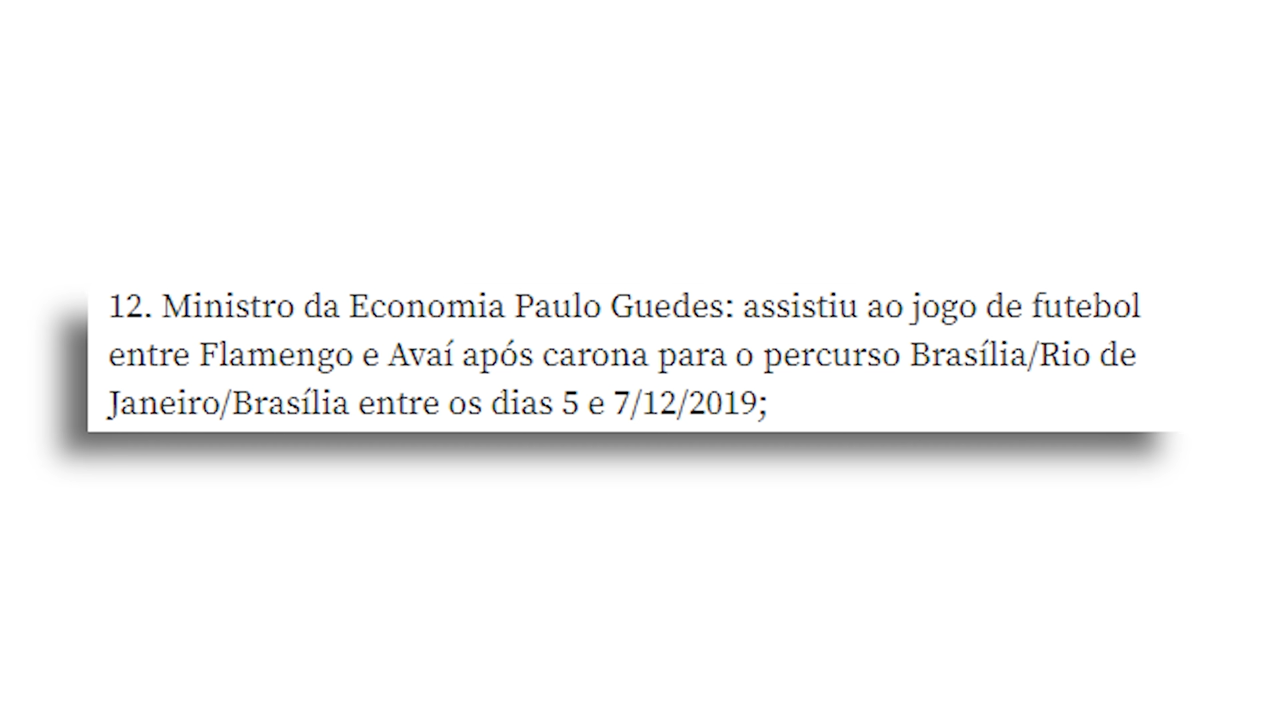 12. Ministro da Economia Paulo Guedes: assistiu ao jogo de futebol
entre Flamengo e Avaí após carona para o percurso Brasília/Rio de
Janeiro/Brasília entre os dias 5 e 7/12/2019;